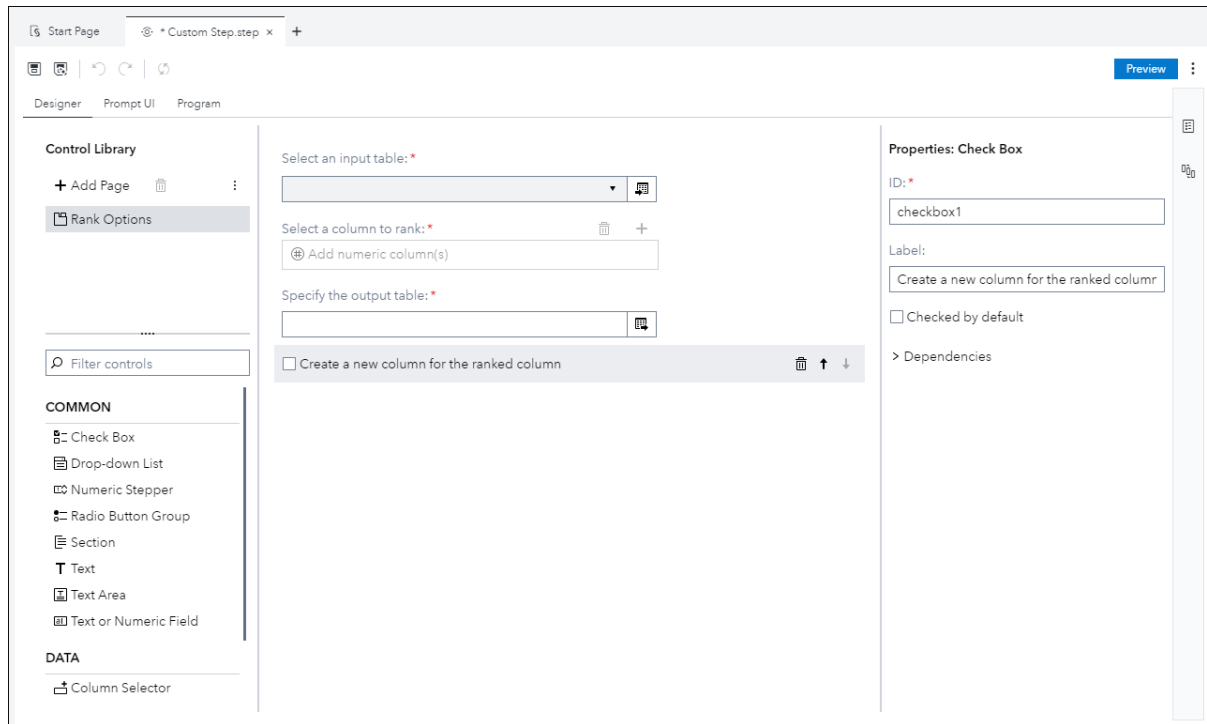 Start Page
* Custom Step.step × +
Preview
Designer Prompt UI Program
Control Library
+ Add Page
Rank Options
Filter controls
COMMON
Check Box
Drop-down List
Numeric Stepper
Radio Button Group
Section
T Text
Text Area
Text or Numeric Field
DATA
Column Selector
Select an input table:*
Select a column to rank:*
Add numeric column(s)
Specify the output table:*
Create a new column for the ranked column
Properties: Check Box
ID:*
checkbox1
Label:
Create a new column for the ranked column
Checked by default
> Dependencies